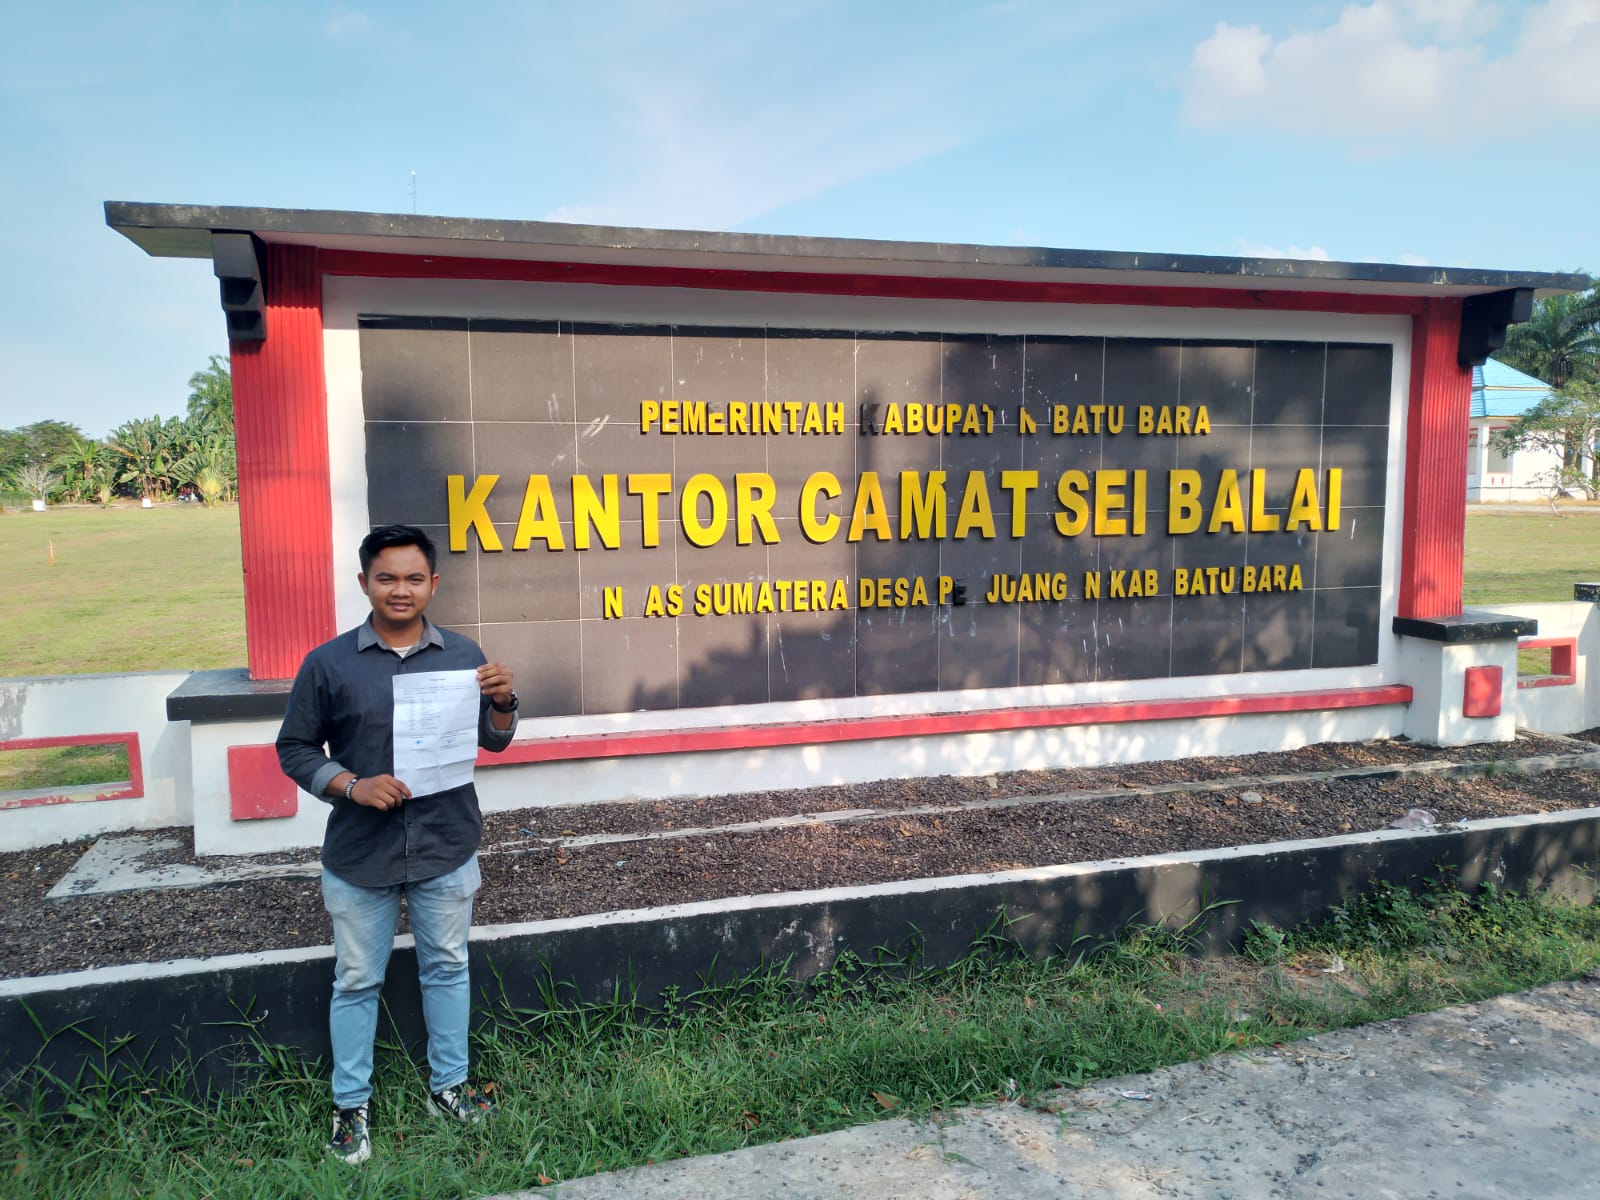 PEMERINTAH KABUPAT N BATU BARA
KANTOR CAMAT SEI BALAI
N AS SUMATERA DESA PE JUANG N KAB BATU BARA